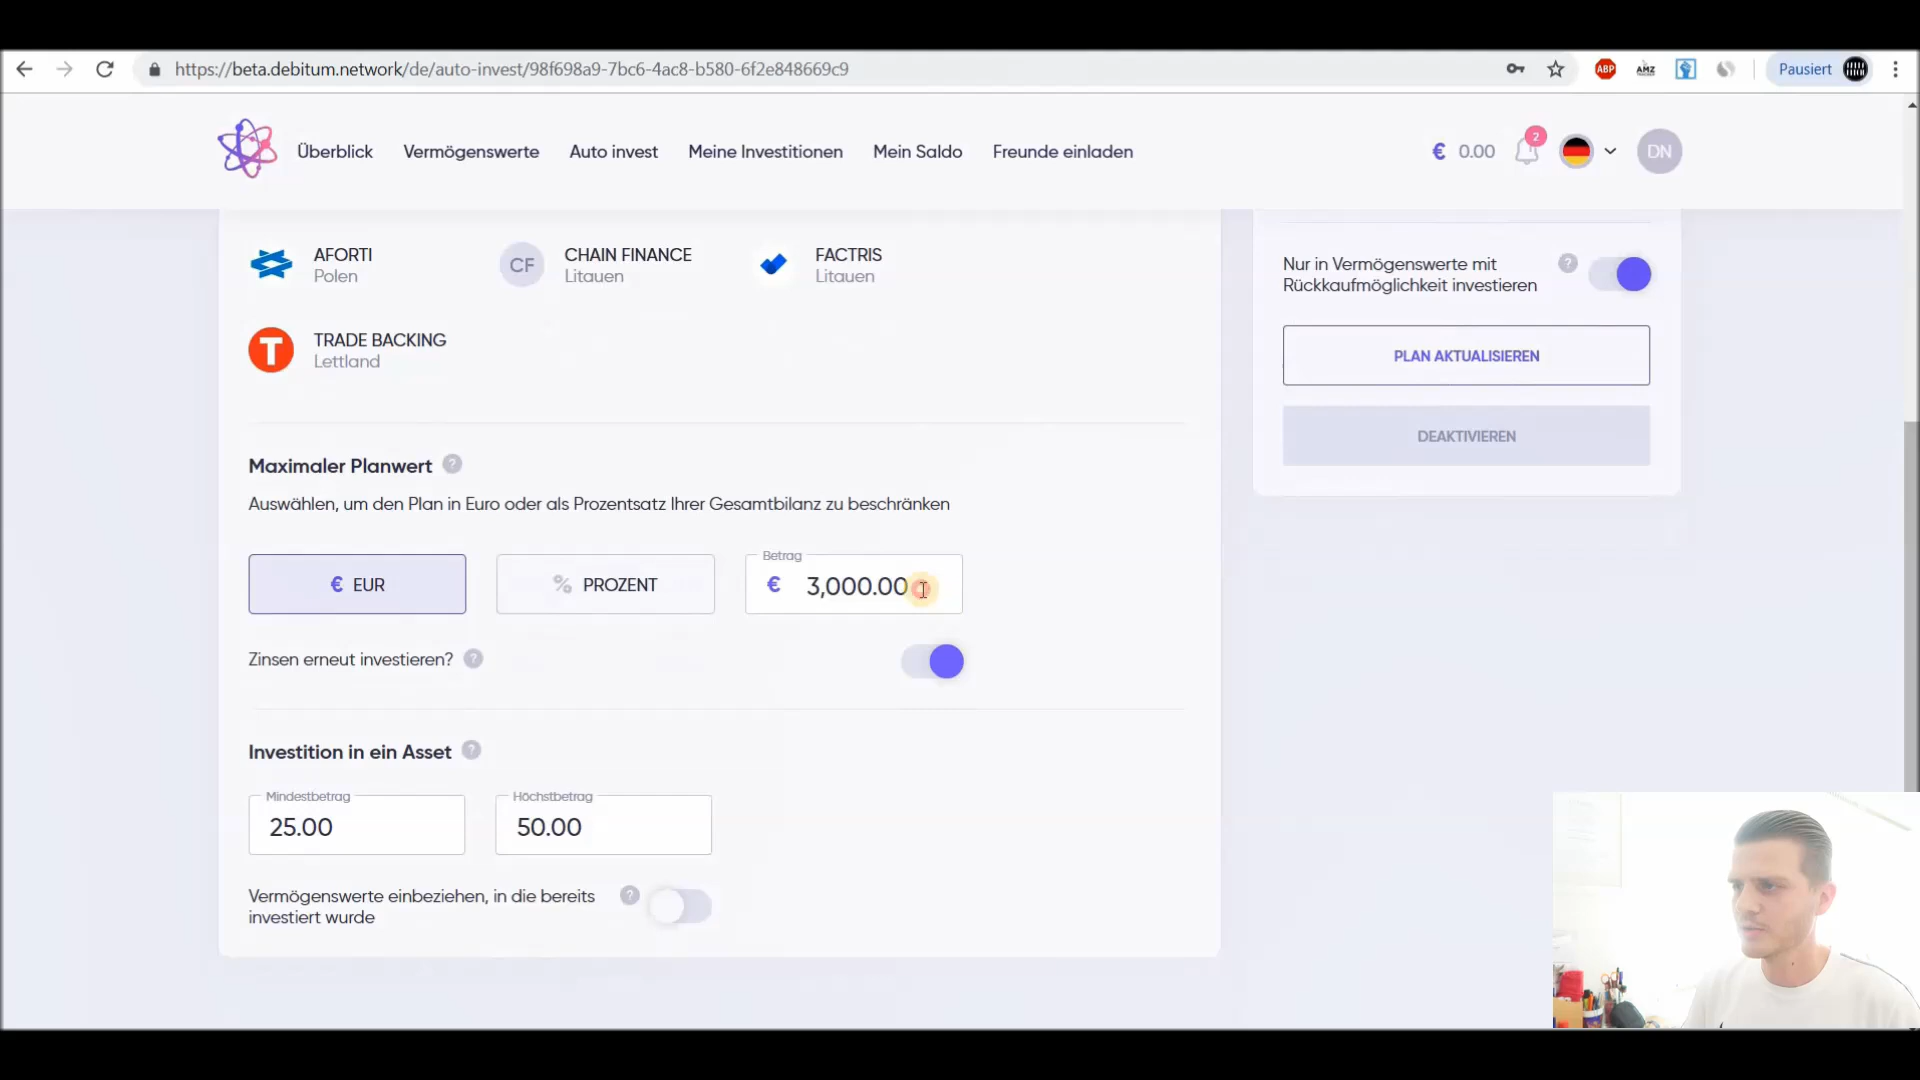 https://beta.debitum.network/de/auto-invest/98f698a9-7bc6-4ac8-b580-6f2e848669c9
ABP
AMZ
Pausiert
Überblick
Vermögenswerte
Auto invest
Meine Investitionen
Mein Saldo
Freunde einladen
€ 0.00
2
DN
AFORTI
Polen
CF
CHAIN FINANCE
Litauen
FACTRIS
Litauen
T
TRADE BACKING
Lettland
Nur in Vermögenswerte mit
Rückkaufmöglichkeit investieren
?
PLAN AKTUALISIEREN
DEAKTIVIEREN
Maximaler Planwert ?
Auswählen, um den Plan in Euro oder als Prozentsatz Ihrer Gesamtbilanz zu beschränken
€ EUR
% PROZENT
Betrag
€ 3,000.00
Zinsen erneut investieren? ?
Investition in ein Asset ?
Mindestbetrag
25.00
Höchstbetrag
50.00
Vermögenswerte einbeziehen, in die bereits ?
investiert wurde